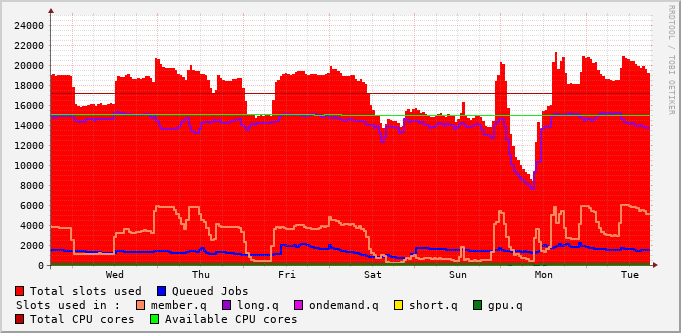 RRDTOOL / TOBI OETIKER
24000
22000
20000
18000
16000
14000
12000
10000
8000
6000
4000
2000
0
Wed Thu Fri Sat Sun Mon Tue
Total slots used Queued Jobs
Slots used in : member.q long.q ondemand.q short.q gpu.q
Total CPU cores Available CPU cores